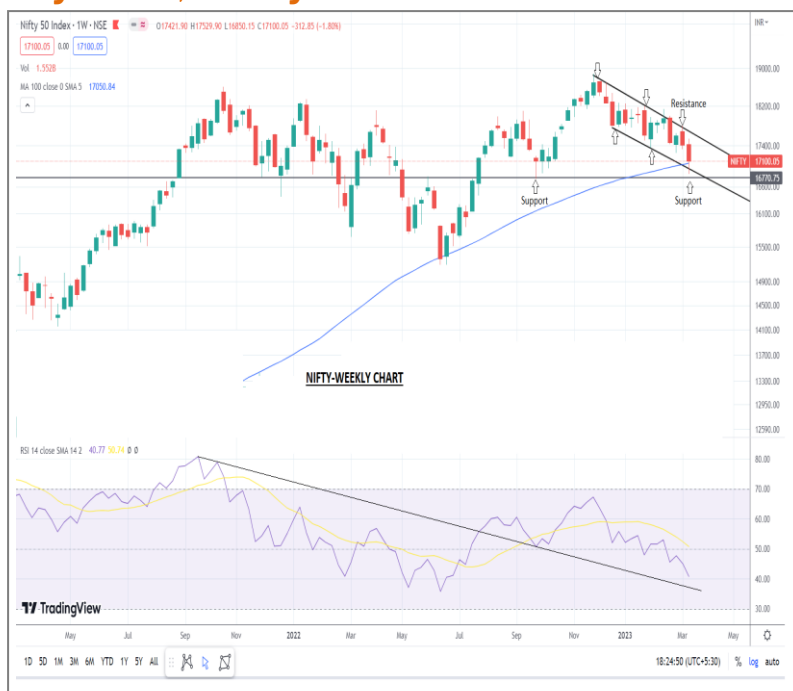 Nifty 50 Index · 1W · NSE O17421.90 H17529.90 L16850.15 C17100.05 -312.85 (-1.80%)
INR
17100.05 0.00 17100.05
Vol 1.552B
MA 100 close 0 SMA 5 17050.84
19000.00
18200.00
Resistance
17400.00
NIFTY 17100.05
16770.75
16600.00
Support Support
16100.00
15500.00
14900.00
14500.00
14100.00
13700.00
NIFTY-WEEKLY CHART
13300.00
12950.00
12590.00
RSI 14 close SMA 14 2 40.77 50.74 Ø Ø
80.00
70.00
60.00
50.00
40.00
TradingView
30.00
May Jul Sep Nov 2022 Mar May Jul Sep Nov 2023 Mar May
1D 5D 1M 3M 6M YTD 1Y 5Y All 18:24:50 (UTC+5:30) % log auto